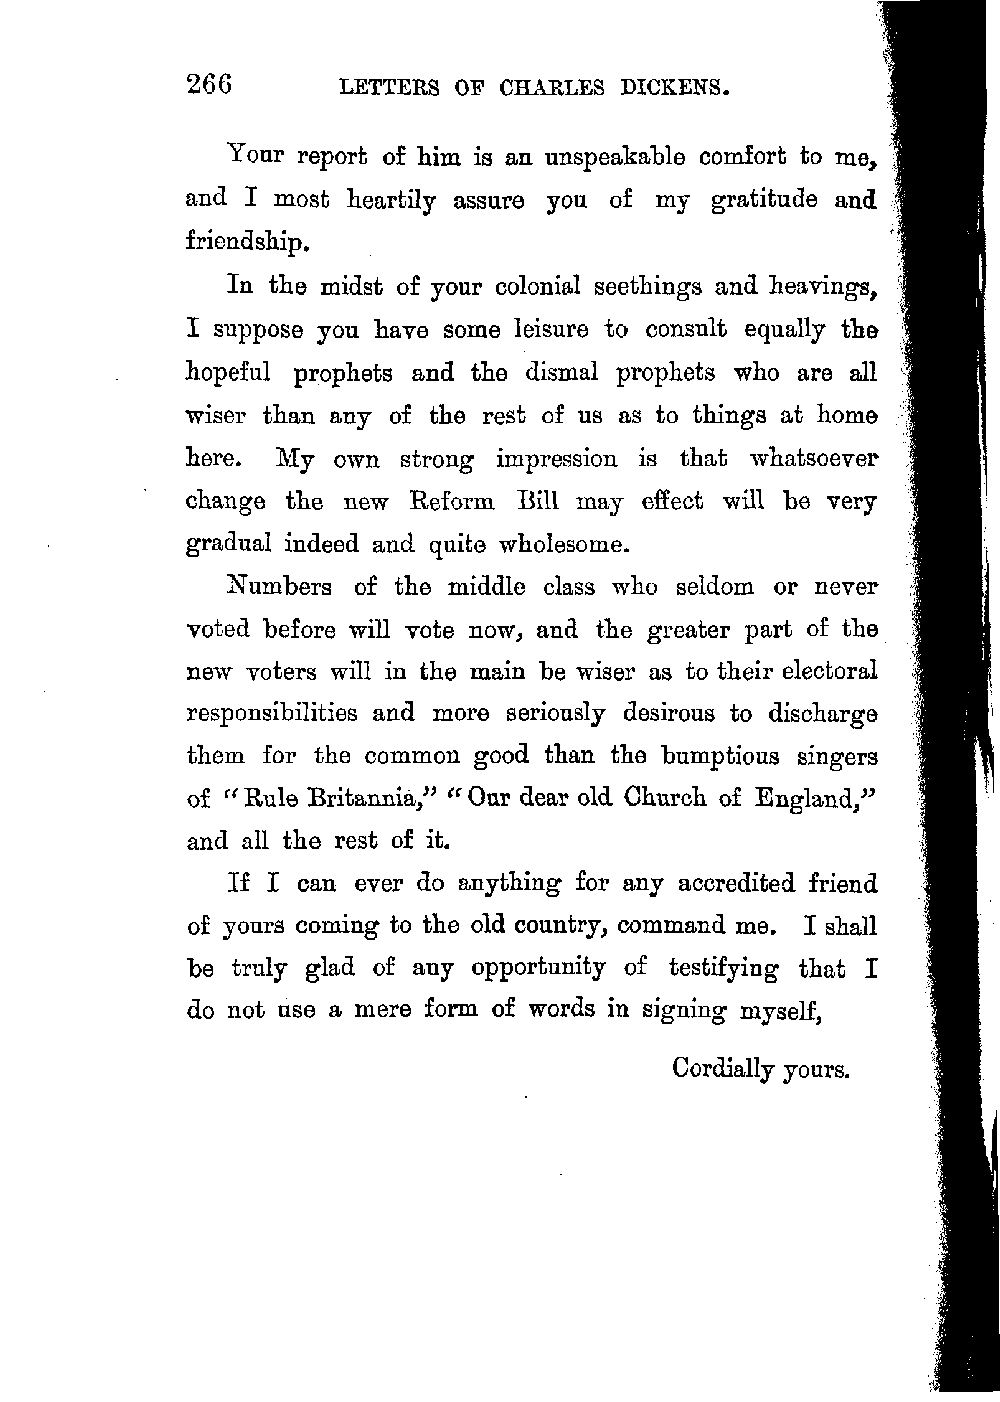 266 LETTERS OF CHARLES DICKENS.
Your report of him is an unspeakable comfort to me,
and I most heartily assure you of my gratitude and
friendship.
In the midst of your colonial seethings and heavings,
I suppose you have some leisure to consult equally the
hopeful prophets and the dismal prophets who are all
wiser than any of the rest of us as to things at home
here. My own strong impression is that whatsoever
change the new Reform Bill may effect will be very
gradual indeed and quite wholesome.
Numbers of the middle class who seldom or never
voted before will vote now, and the greater part of the
new voters will in the main be wiser as to their electoral
responsibilities and more seriously desirous to discharge
them for the common good than the bumptious singers
of “Rule Britannia,” “Our dear old Church of England,”
and all the rest of it.
If I can ever do anything for any accredited friend
of yours coming to the old country, command me. I shall
be truly glad of any opportunity of testifying that I
do not use a mere form of words in signing myself,
Cordially yours.